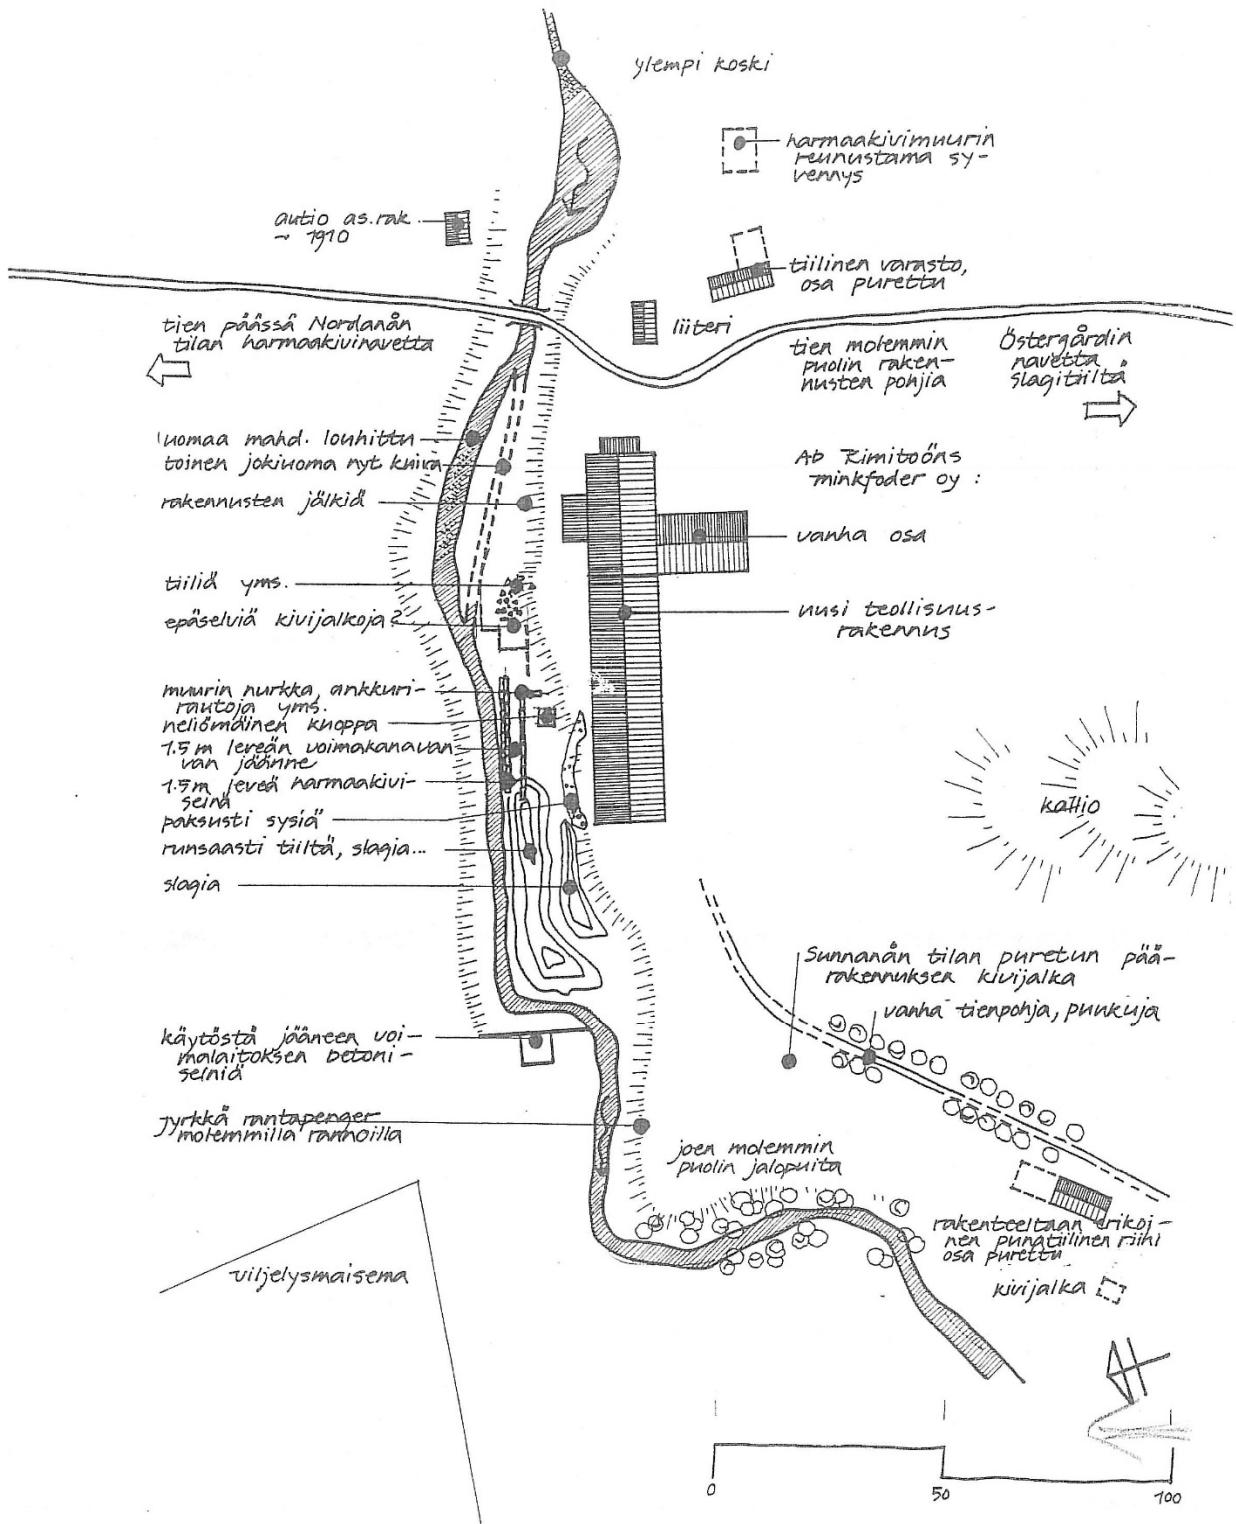 ylempi koski
harmaakivimuurin
reunustama sy-
vennys
autio as.rak
~ 1910
tiilinen varasto,
osa purettu
liiteri
tien päässä Nordanån
tilan harmaakivinavetta
tien molemmin
puolin raken-
nusten pohjia
Östergårdin
navetta
slagitiiltä
uomaa mahd. louhittu
toinen jokiuoma nyt kuiva
rakennusten jälkiä
Ab Kimitoöns
minkfoder oy :
vanha osa
tiiliä yms.
epäselviä kivijalkoja?
uusi teollisuus-
rakennus
muurin nurkka, ankkuri-
rautoja yms.
neliömäinen kuoppa
1.5 m leveän voimakanavan
van jäänne
1.5 m leveä harmaakivi-
seinä
paksusti sysiä
runsaasti tiiltä, slagia...
slagia
kallio
Sunnanån tilan puretun pää-
rakennuksen kivijalka
vanha tienpohja, puukuja
käytöstä jääneen voi-
malaitoksen betoni-
seiniä
jyrkkä rantapenger
molemmilla rannoilla
joen molemmin
puolin jalopuita
rakenteeltaan erikoi-
nen punatiilinen riihi
osa purettu
kivijalka
viljelysmaisema
0 50 100